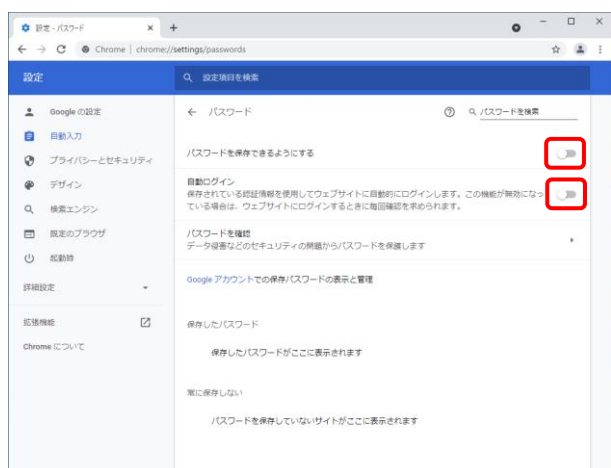 設定 - パスワード
Chrome | chrome://settings/passwords
設定
設定項目を検索
Google の設定
自動入力
プライバシーとセキュリティ
デザイン
検索エンジン
既定のブラウザ
起動時
詳細設定
拡張機能
Chrome について
パスワード
パスワードを検索
パスワードを保存できるようにする
自動ログイン
保存されている認証情報を使用してウェブサイトに自動的にログインします。この機能が無効になっ
ている場合は、ウェブサイトにログインするときに毎回確認を求められます。
パスワードを確認
データ侵害などのセキュリティの問題からパスワードを保護します
Google アカウントでの保存パスワードの表示と管理
保存したパスワード
保存したパスワードがここに表示されます
常に保存しない
パスワードを保存していないサイトがここに表示されます